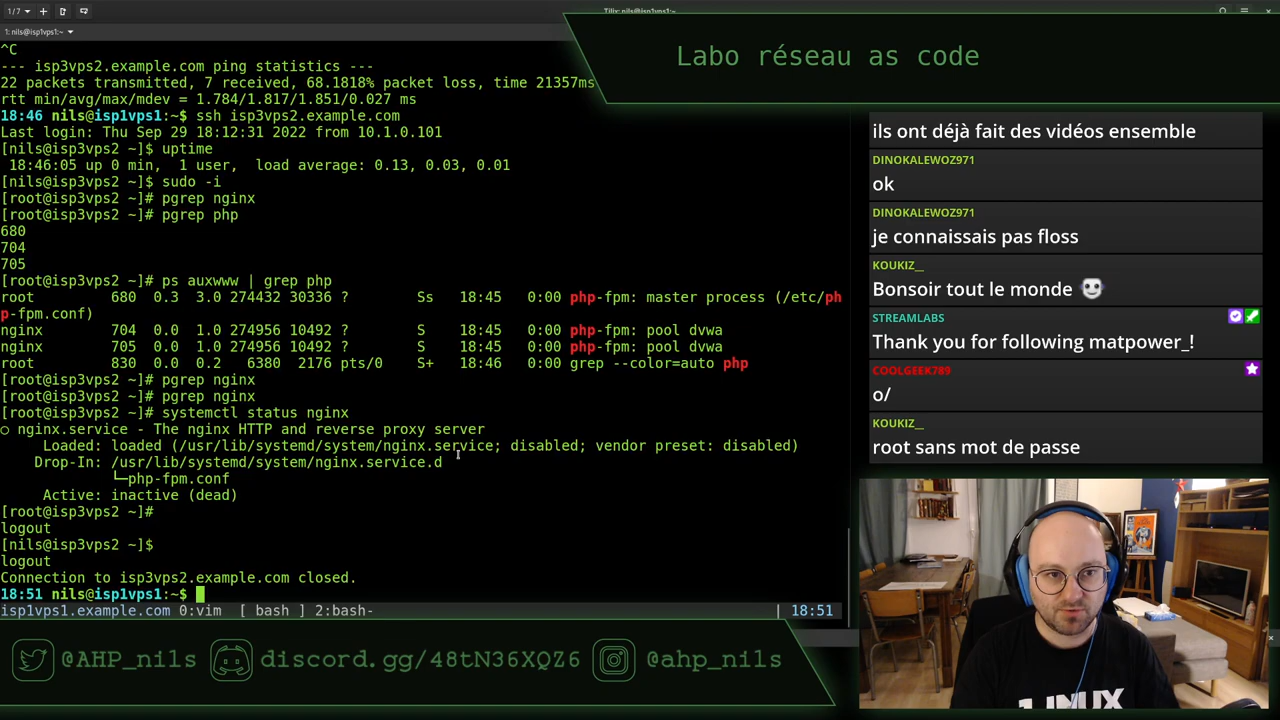 1/7
Tilix: nils@isp1vps1:~
1: nils@isp1vps1:~
Labo réseau as code
^C
--- isp3vps2.example.com ping statistics ---
22 packets transmitted, 7 received, 68.1818% packet loss, time 21357ms
rtt min/avg/max/mdev = 1.784/1.817/1.851/0.027 ms
18:46 nils@isp1vps1:~$ ssh isp3vps2.example.com
Last login: Thu Sep 29 18:12:31 2022 from 10.1.0.101
[nils@isp3vps2 ~]$ uptime
 18:46:05 up 0 min,  1 user,  load average: 0.13, 0.03, 0.01
[nils@isp3vps2 ~]$ sudo -i
[root@isp3vps2 ~]# pgrep nginx
[root@isp3vps2 ~]# pgrep php
680
704
705
[root@isp3vps2 ~]# ps auxwww | grep php
root         680  0.3  3.0 274432 30336 ?        Ss   18:45   0:00 php-fpm: master process (/etc/ph
p-fpm.conf)
nginx        704  0.0  1.0 274956 10492 ?        S    18:45   0:00 php-fpm: pool dvwa
nginx        705  0.0  1.0 274956 10492 ?        S    18:45   0:00 php-fpm: pool dvwa
root         830  0.0  0.2   6380  2176 pts/0    S+   18:46   0:00 grep --color=auto php
[root@isp3vps2 ~]# pgrep nginx
[root@isp3vps2 ~]# pgrep nginx
[root@isp3vps2 ~]# systemctl status nginx
○ nginx.service - The nginx HTTP and reverse proxy server
     Loaded: loaded (/usr/lib/systemd/system/nginx.service; disabled; vendor preset: disabled)
    Drop-In: /usr/lib/systemd/system/nginx.service.d
             └─php-fpm.conf
     Active: inactive (dead)
[root@isp3vps2 ~]#
logout
[nils@isp3vps2 ~]$
logout
Connection to isp3vps2.example.com closed.
18:51 nils@isp1vps1:~$
isp1vps1.example.com 0:vim  [ bash ] 2:bash-  | 18:51
ils ont déjà fait des vidéos ensemble
DINOKALEWOZ971
ok
DINOKALEWOZ971
je connaissais pas floss
KOUKIZ__
Bonsoir tout le monde
STREAMLABS
Thank you for following matpower_!
COOLGEEK789
o/
KOUKIZ__
root sans mot de passe
LINUX
@AHP_nils discord.gg/48tN36XQZ6 @ahp_nils